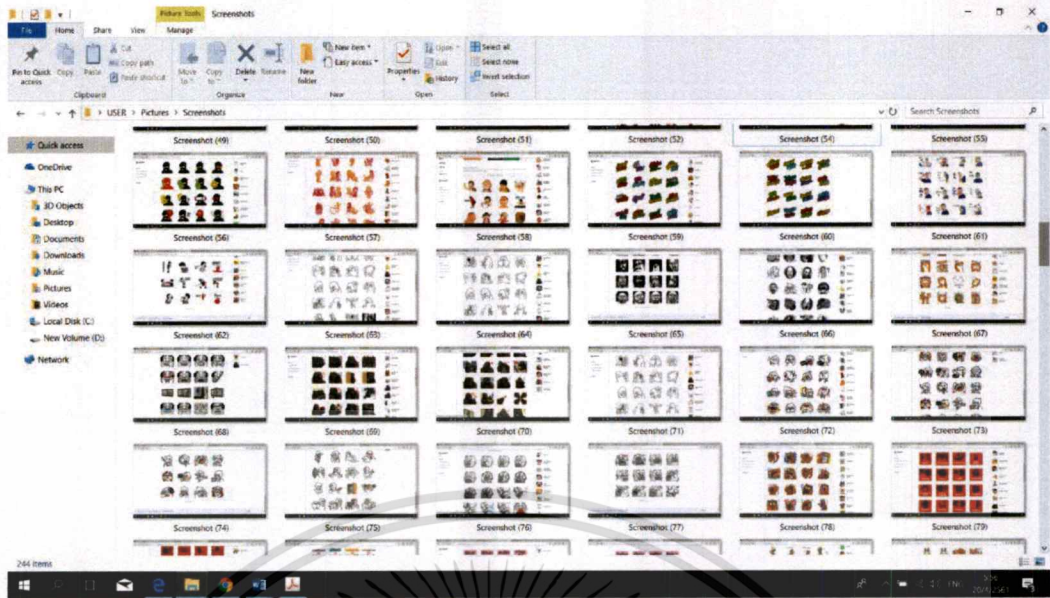 Picture Tools Screenshots
File Home Share View Manage
Pin to Quick access
Copy
Paste
Cut
Copy path
Paste shortcut
Clipboard
Move to
Copy to
Delete
Rename
Organize
New folder
New item
Easy access
New
Properties
Open
Edit
History
Open
Select all
Select none
Invert selection
Select
USER > Pictures > Screenshots
Search Screenshots
Quick access
OneDrive
This PC
3D Objects
Desktop
Documents
Downloads
Music
Pictures
Videos
Local Disk (C:)
New Volume (D:)
Network
Screenshot (49) Screenshot (50) Screenshot (51) Screenshot (52) Screenshot (54) Screenshot (55)
Screenshot (56) Screenshot (57) Screenshot (58) Screenshot (59) Screenshot (60) Screenshot (61)
Screenshot (62) Screenshot (63) Screenshot (64) Screenshot (65) Screenshot (66) Screenshot (67)
Screenshot (68) Screenshot (69) Screenshot (70) Screenshot (71) Screenshot (72) Screenshot (73)
Screenshot (74) Screenshot (75) Screenshot (76) Screenshot (77) Screenshot (78) Screenshot (79)
244 items
ENG